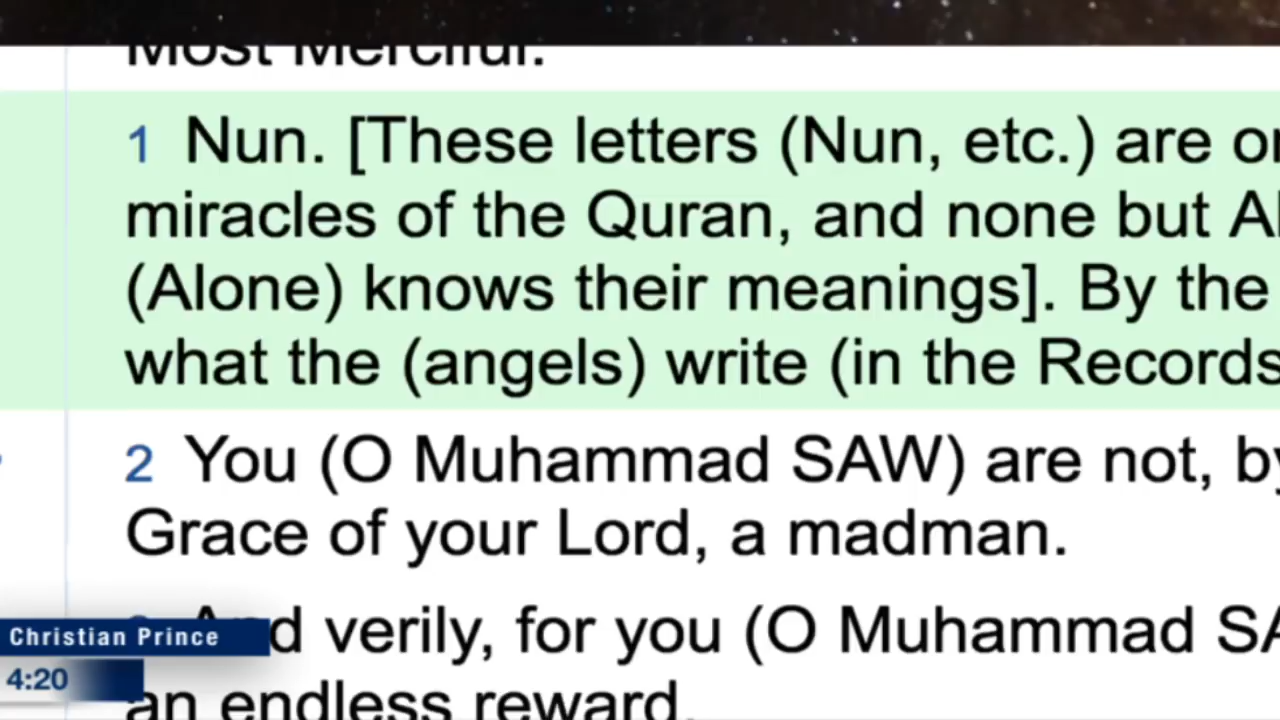 Most Merciful.
1 Nun. [These letters (Nun, etc.) are
miracles of the Quran, and none but
(Alone) knows their meanings]. By the
what the (angels) write (in the Records
2 You (O Muhammad SAW) are not,
Grace of your Lord, a madman.
And verily, for you (O Muhammad
an endless reward.
Christian Prince
4:20